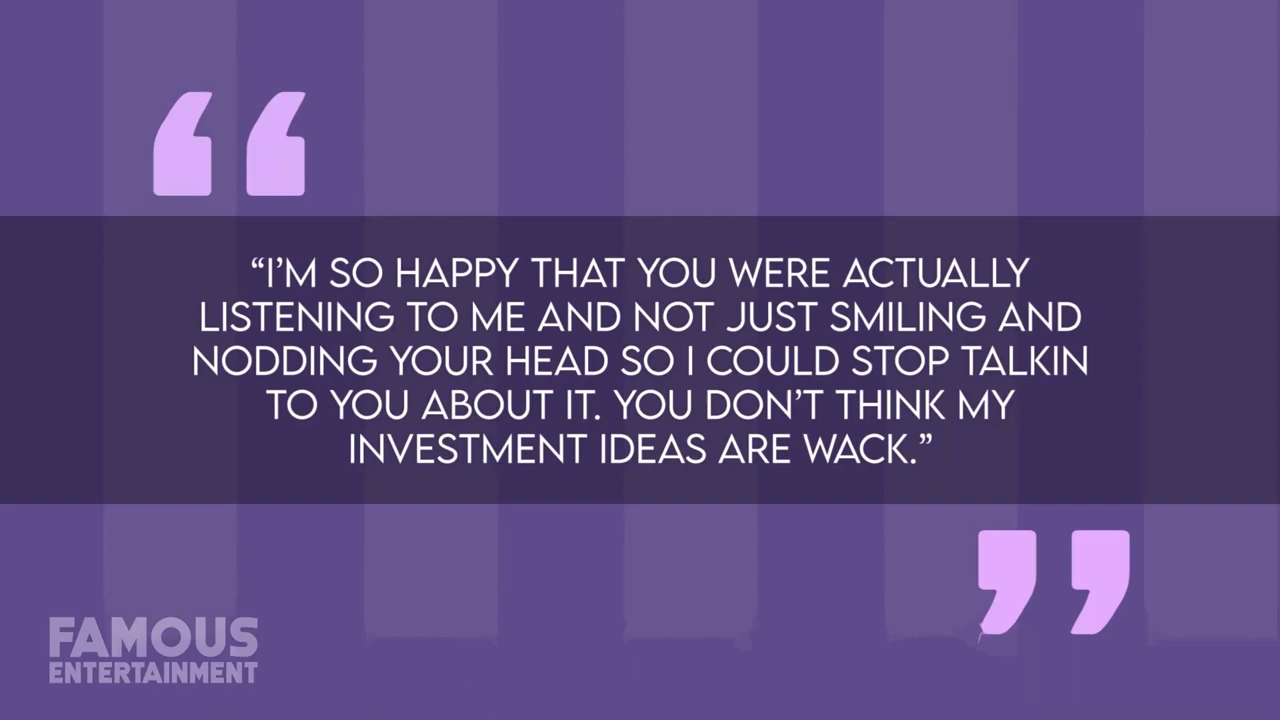 “I’M SO HAPPY THAT YOU WERE ACTUALLY
LISTENING TO ME AND NOT JUST SMILING AND
NODDING YOUR HEAD SO I COULD STOP TALKIN
TO YOU ABOUT IT. YOU DON’T THINK MY
INVESTMENT IDEAS ARE WACK.”
FAMOUS
ENTERTAINMENT